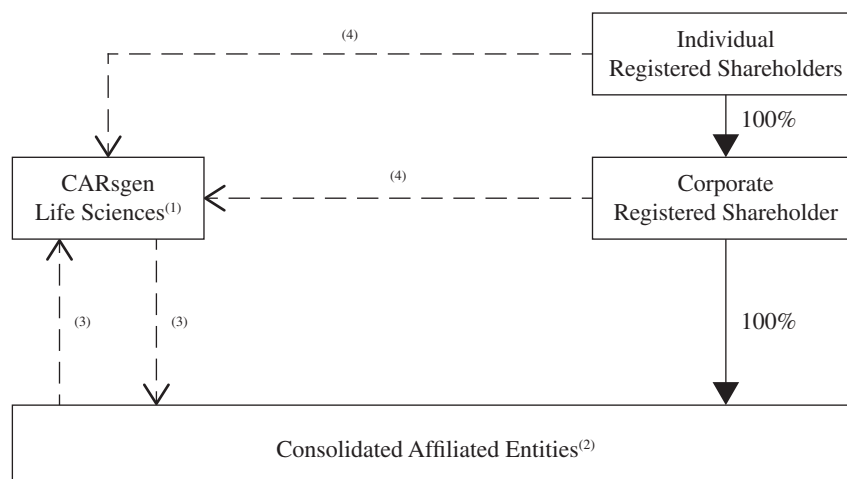 (4)
Individual
Registered Shareholders
100%
CARsgen
Life Sciences(1)
(4)
Corporate
Registered Shareholder
(3)
(3)
100%
Consolidated Affiliated Entities(2)